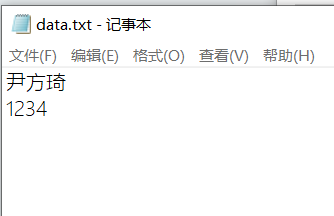 data.txt - 记事本
文件(F) 编辑(E) 格式(O) 查看(V) 帮助(H)
尹方琦
1234